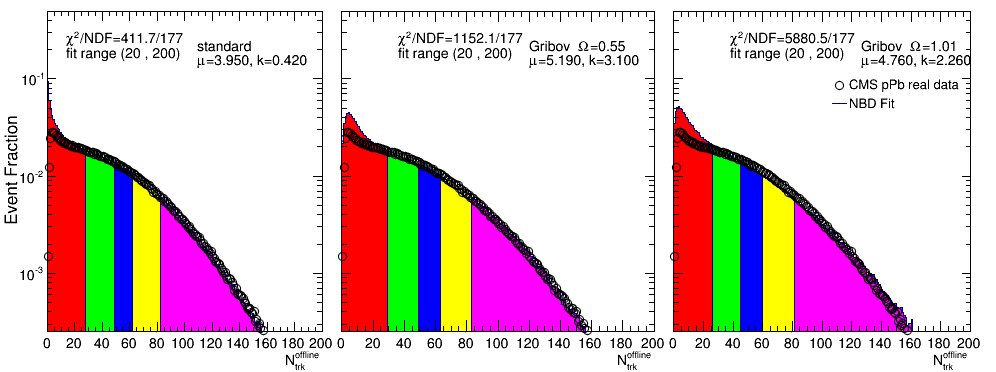 χ²/NDF=411.7/177
fit range (20 , 200)
standard
μ=3.950, k=0.420
χ²/NDF=1152.1/177
fit range (20 , 200)
Gribov Ω=0.55
μ=5.190, k=3.100
χ²/NDF=5880.5/177
fit range (20 , 200)
Gribov Ω=1.01
μ=4.760, k=2.260
CMS pPb real data
NBD Fit
Event Fraction
10⁻¹
10⁻²
10⁻³
0 20 40 60 80 100 120 140 160 180 200
0 20 40 60 80 100 120 140 160 180 200
0 20 40 60 80 100 120 140 160 180 200
N_trk^offline
N_trk^offline
N_trk^offline